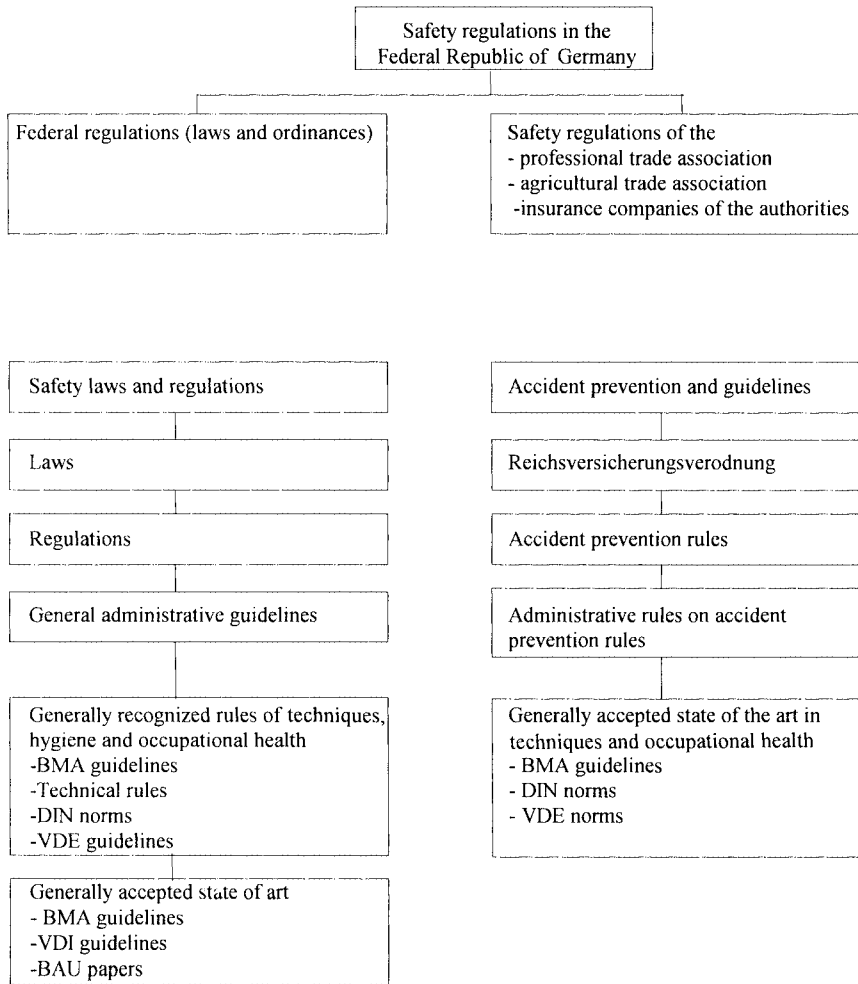 Safety regulations in the
Federal Republic of Germany
Federal regulations (laws and ordinances)
Safety regulations of the
- professional trade association
- agricultural trade association
-insurance companies of the authorities
Safety laws and regulations
Laws
Regulations
General administrative guidelines
Generally recognized rules of techniques,
hygiene and occupational health
-BMA guidelines
-Technical rules
-DIN norms
-VDE guidelines
Generally accepted state of art
- BMA guidelines
-VDI guidelines
-BAU papers
Accident prevention and guidelines
Reichsversicherungsverodnung
Accident prevention rules
Administrative rules on accident
prevention rules
Generally accepted state of the art in
techniques and occupational health
- BMA guidelines
- DIN norms
- VDE norms